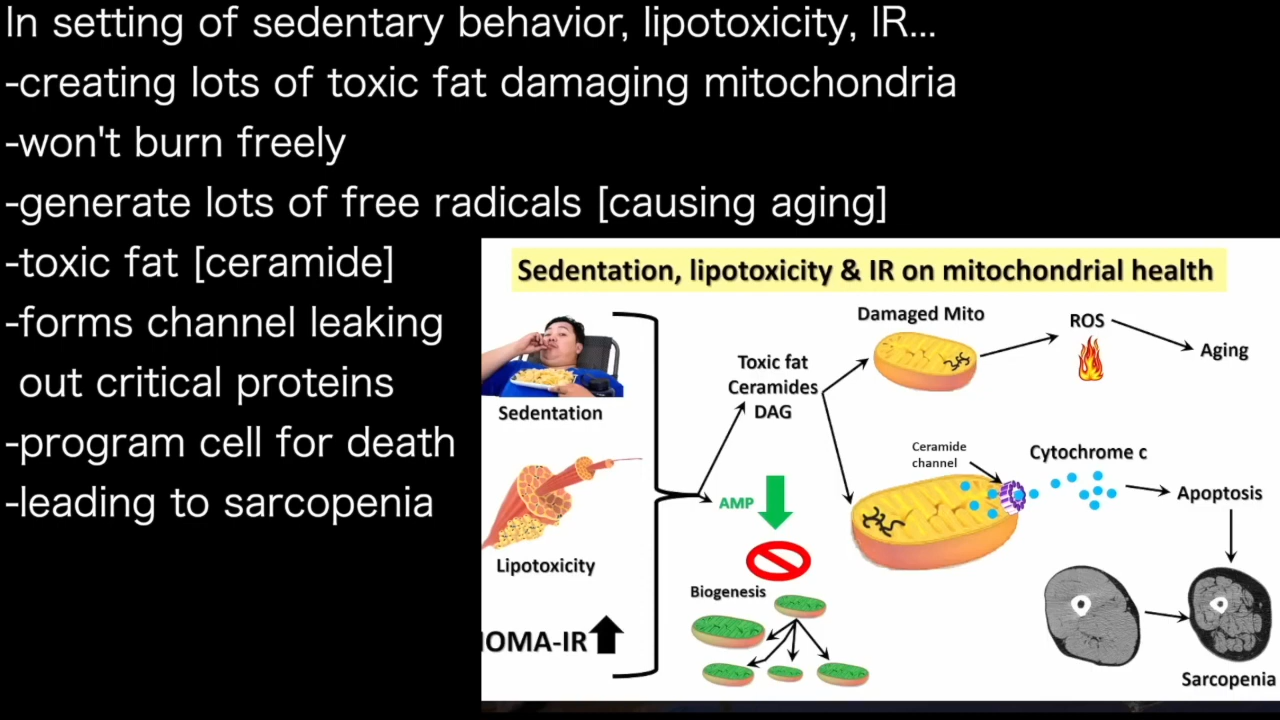 In setting of sedentary behavior, lipotoxicity, IR...
-creating lots of toxic fat damaging mitochondria
-won't burn freely
-generate lots of free radicals [causing aging]
-toxic fat [ceramide]
-forms channel leaking
out critical proteins
-program cell for death
-leading to sarcopenia
Sedentation, lipotoxicity & IR on mitochondrial health
Sedentation
Lipotoxicity
IOMA-IR
Toxic fat
Ceramides
DAG
AMP
Biogenesis
Damaged Mito
ROS
Aging
Ceramide
channel
Cytochrome c
Apoptosis
Sarcopenia